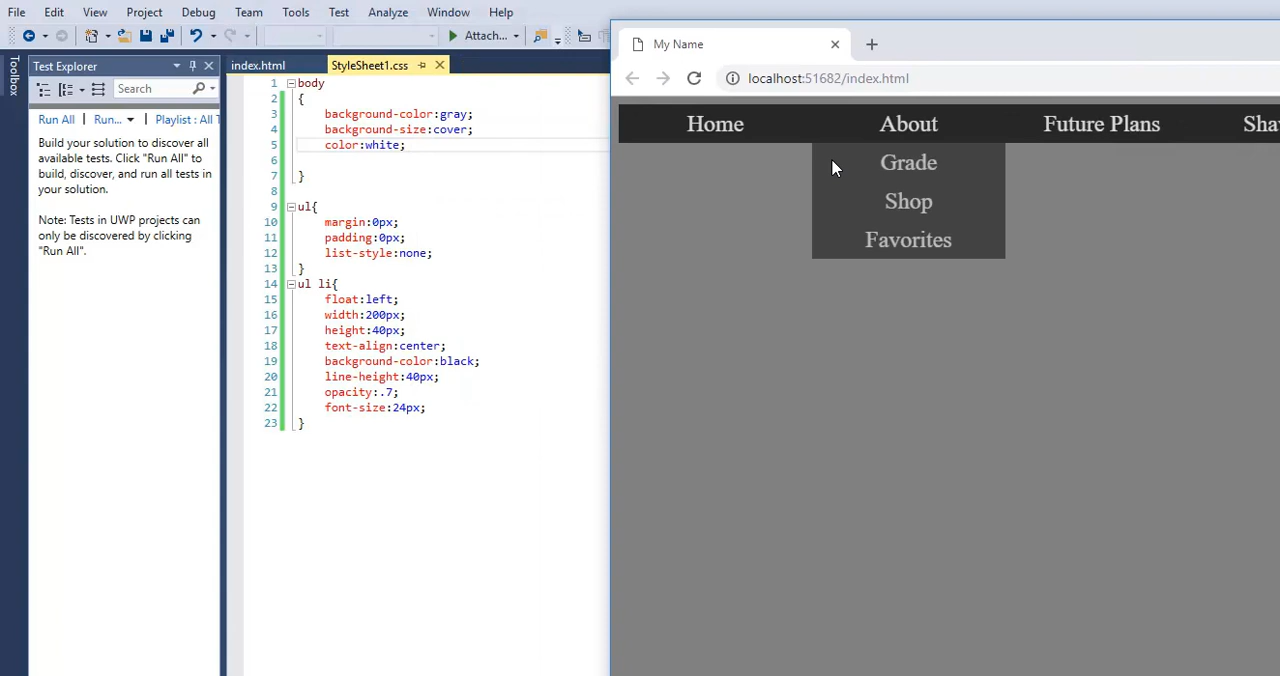 File Edit View Project Debug Team Tools Test Analyze Window Help
Attach...
Toolbox
Test Explorer
Search
Run All Run... Playlist : All T
Build your solution to discover all
available tests. Click "Run All" to
build, discover, and run all tests in
your solution.
Note: Tests in UWP projects can
only be discovered by clicking
"Run All".
index.html StyleSheet1.css
1 body
2 {
3 background-color:gray;
4 background-size:cover;
5 color:white;
6
7 }
8
9 ul{
10 margin:0px;
11 padding:0px;
12 list-style:none;
13 }
14 ul li{
15 float:left;
16 width:200px;
17 height:40px;
18 text-align:center;
19 background-color:black;
20 line-height:40px;
21 opacity:.7;
22 font-size:24px;
23 }
My Name
localhost:51682/index.html
Home About Future Plans Sha
Grade
Shop
Favorites